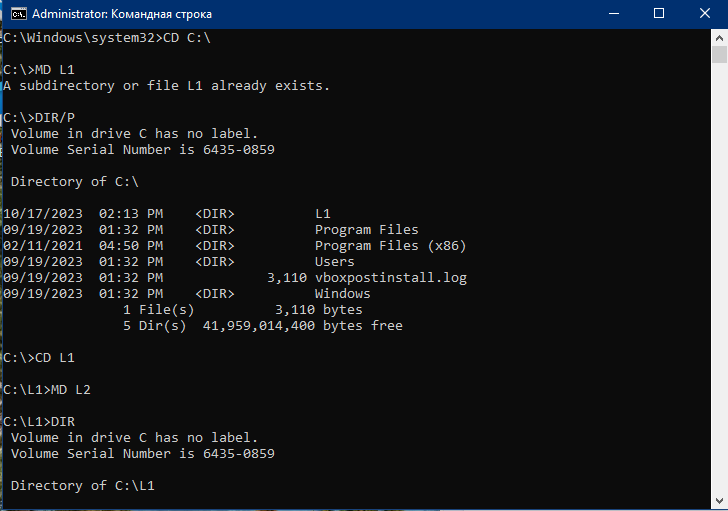 Administrator: Командная строка
C:\Windows\system32>CD C:\
C:\>MD L1
A subdirectory or file L1 already exists.
C:\>DIR/P
 Volume in drive C has no label.
 Volume Serial Number is 6435-0859
 Directory of C:\
10/17/2023  02:13 PM    <DIR>          L1
09/19/2023  01:32 PM    <DIR>          Program Files
02/11/2021  04:50 PM    <DIR>          Program Files (x86)
09/19/2023  01:32 PM    <DIR>          Users
09/19/2023  01:32 PM             3,110 vboxpostinstall.log
09/19/2023  01:32 PM    <DIR>          Windows
               1 File(s)          3,110 bytes
               5 Dir(s)  41,959,014,400 bytes free
C:\>CD L1
C:\L1>MD L2
C:\L1>DIR
 Volume in drive C has no label.
 Volume Serial Number is 6435-0859
 Directory of C:\L1